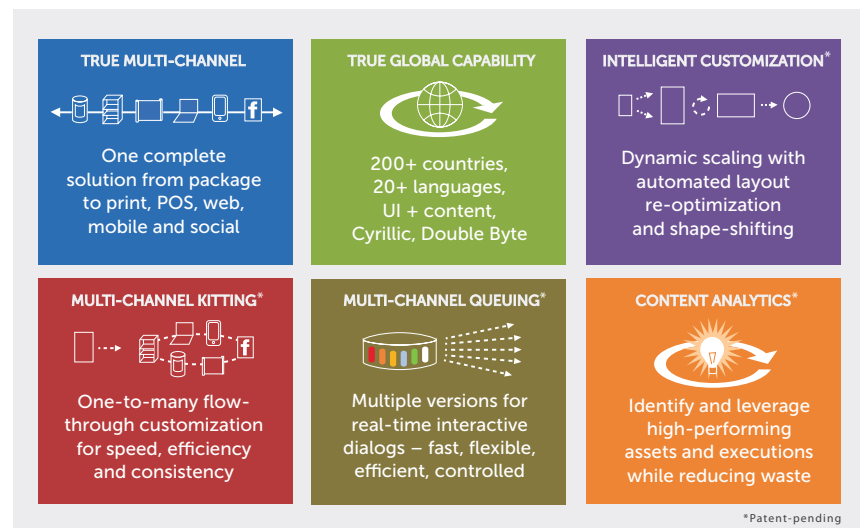 TRUE MULTI-CHANNEL
f
One complete
solution from package
to print, POS, web,
mobile and social
TRUE GLOBAL CAPABILITY
200+ countries,
20+ languages,
UI + content,
Cyrillic, Double Byte
INTELLIGENT CUSTOMIZATION*
Dynamic scaling with
automated layout
re-optimization
and shape-shifting
MULTI-CHANNEL KITTING*
f
One-to-many flow-
through customization
for speed, efficiency
and consistency
MULTI-CHANNEL QUEUING*
Multiple versions for
real-time interactive
dialogs – fast, flexible,
efficient, controlled
CONTENT ANALYTICS*
Identify and leverage
high-performing
assets and executions
while reducing waste
*Patent-pending